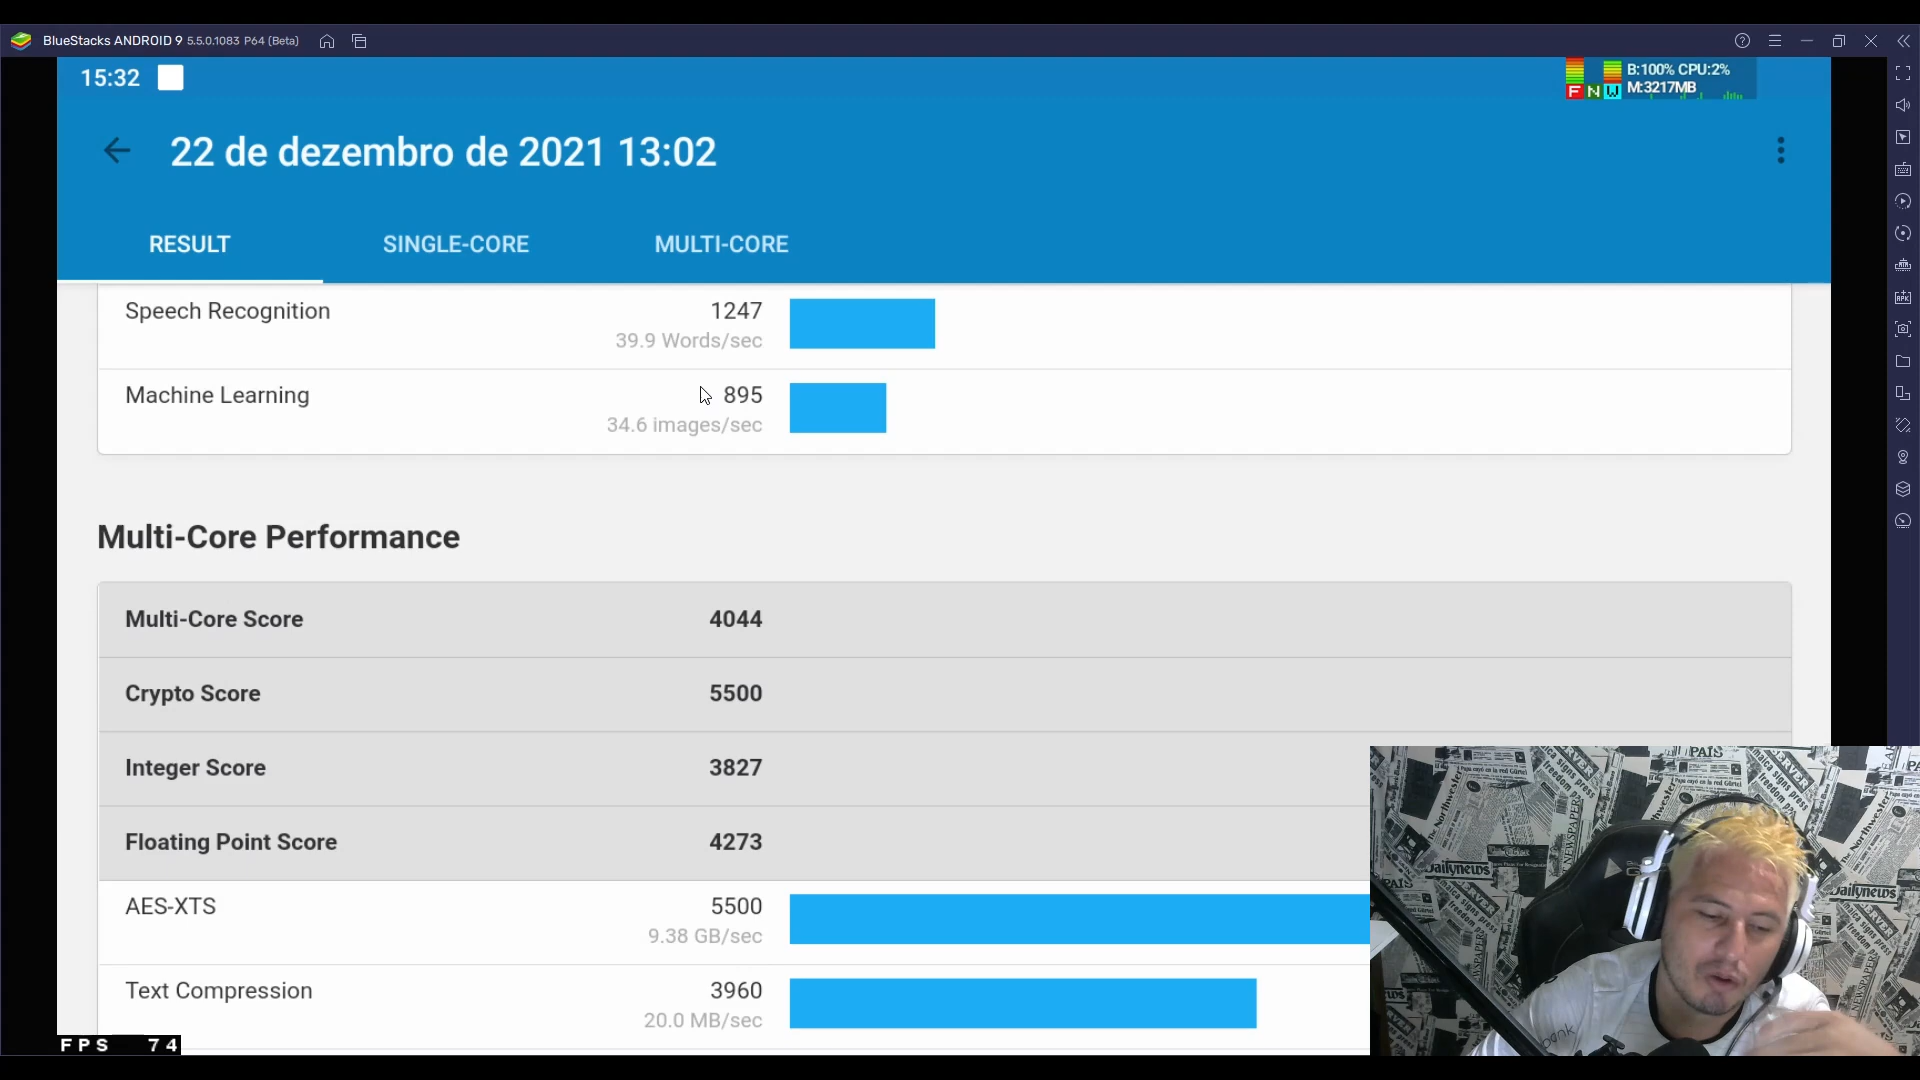 BlueStacks ANDROID 9 5.5.0.1083 P64 (Beta)
15:32
B:100% CPU:2%
F N W M:3217MB
22 de dezembro de 2021 13:02
RESULT SINGLE-CORE MULTI-CORE
Speech Recognition 1247
39.9 Words/sec
Machine Learning 895
34.6 images/sec
Multi-Core Performance
Multi-Core Score 4044
Crypto Score 5500
Integer Score 3827
Floating Point Score 4273
AES-XTS 5500
9.38 GB/sec
Text Compression 3960
20.0 MB/sec
FPS 74
PAIS
Dailynews
Dailynews